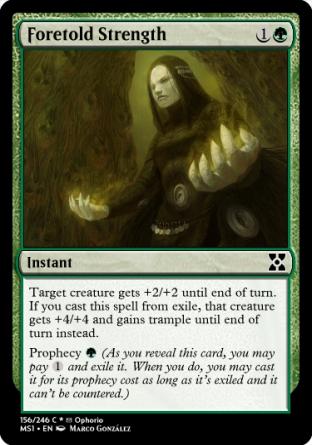 Foretold Strength 1
Instant
Target creature gets +2/+2 until end of turn.
If you cast this spell from exile, that creature
gets +4/+4 and gains trample until end of
turn instead.
Prophecy (As you reveal this card, you may
pay 1 and exile it. When you do, you may cast
it for its prophecy cost as long as it's exiled and it
can't be countered.)
156/246 C * Ophorio
MS1 • EN Marco González